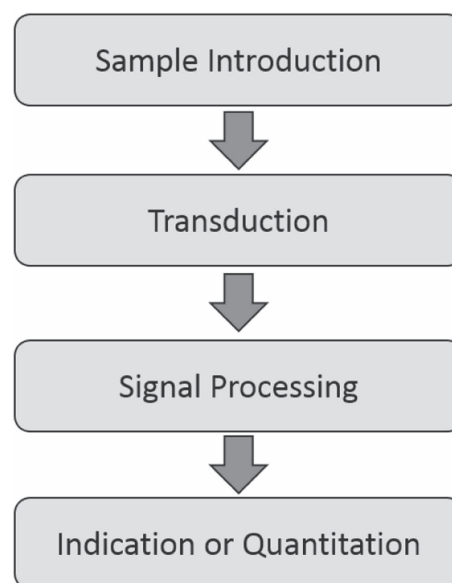 Sample Introduction
Transduction
Signal Processing
Indication or Quantitation